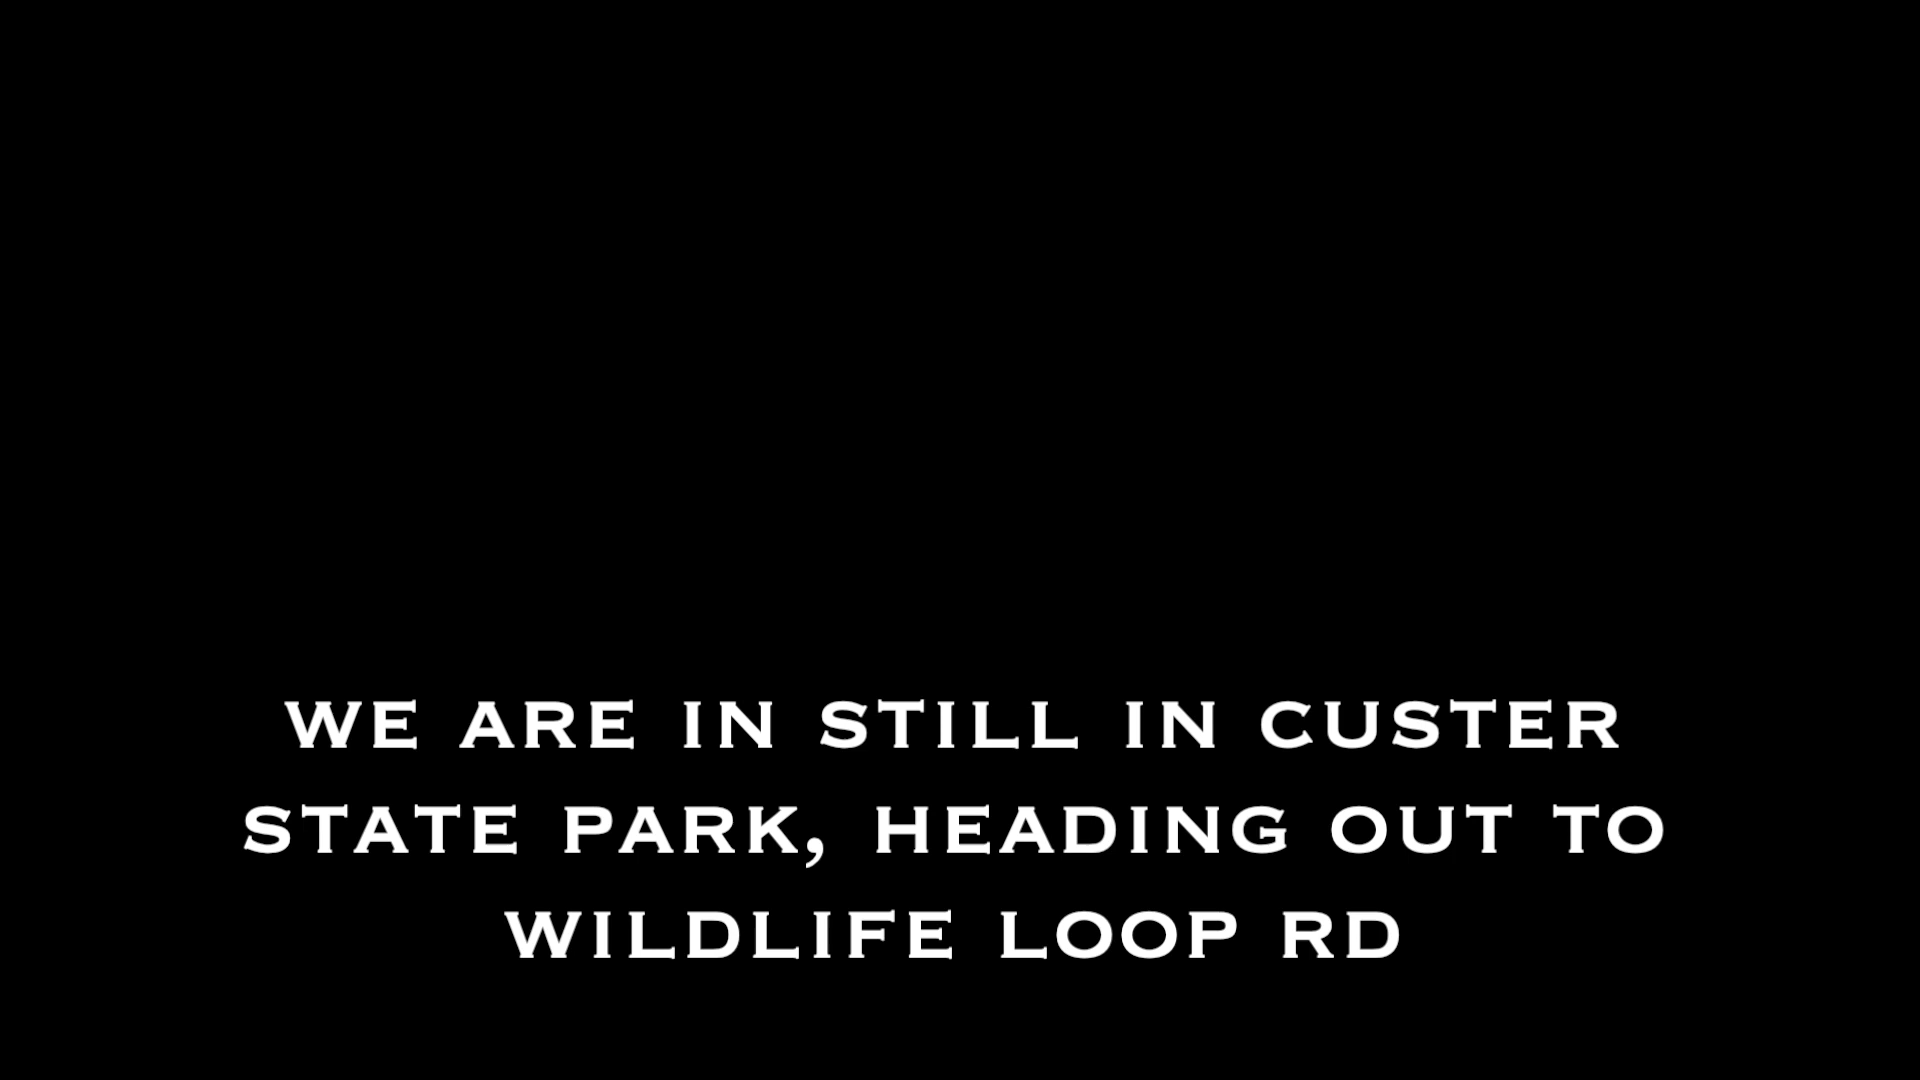 WE ARE IN STILL IN CUSTER
STATE PARK, HEADING OUT TO
WILDLIFE LOOP RD